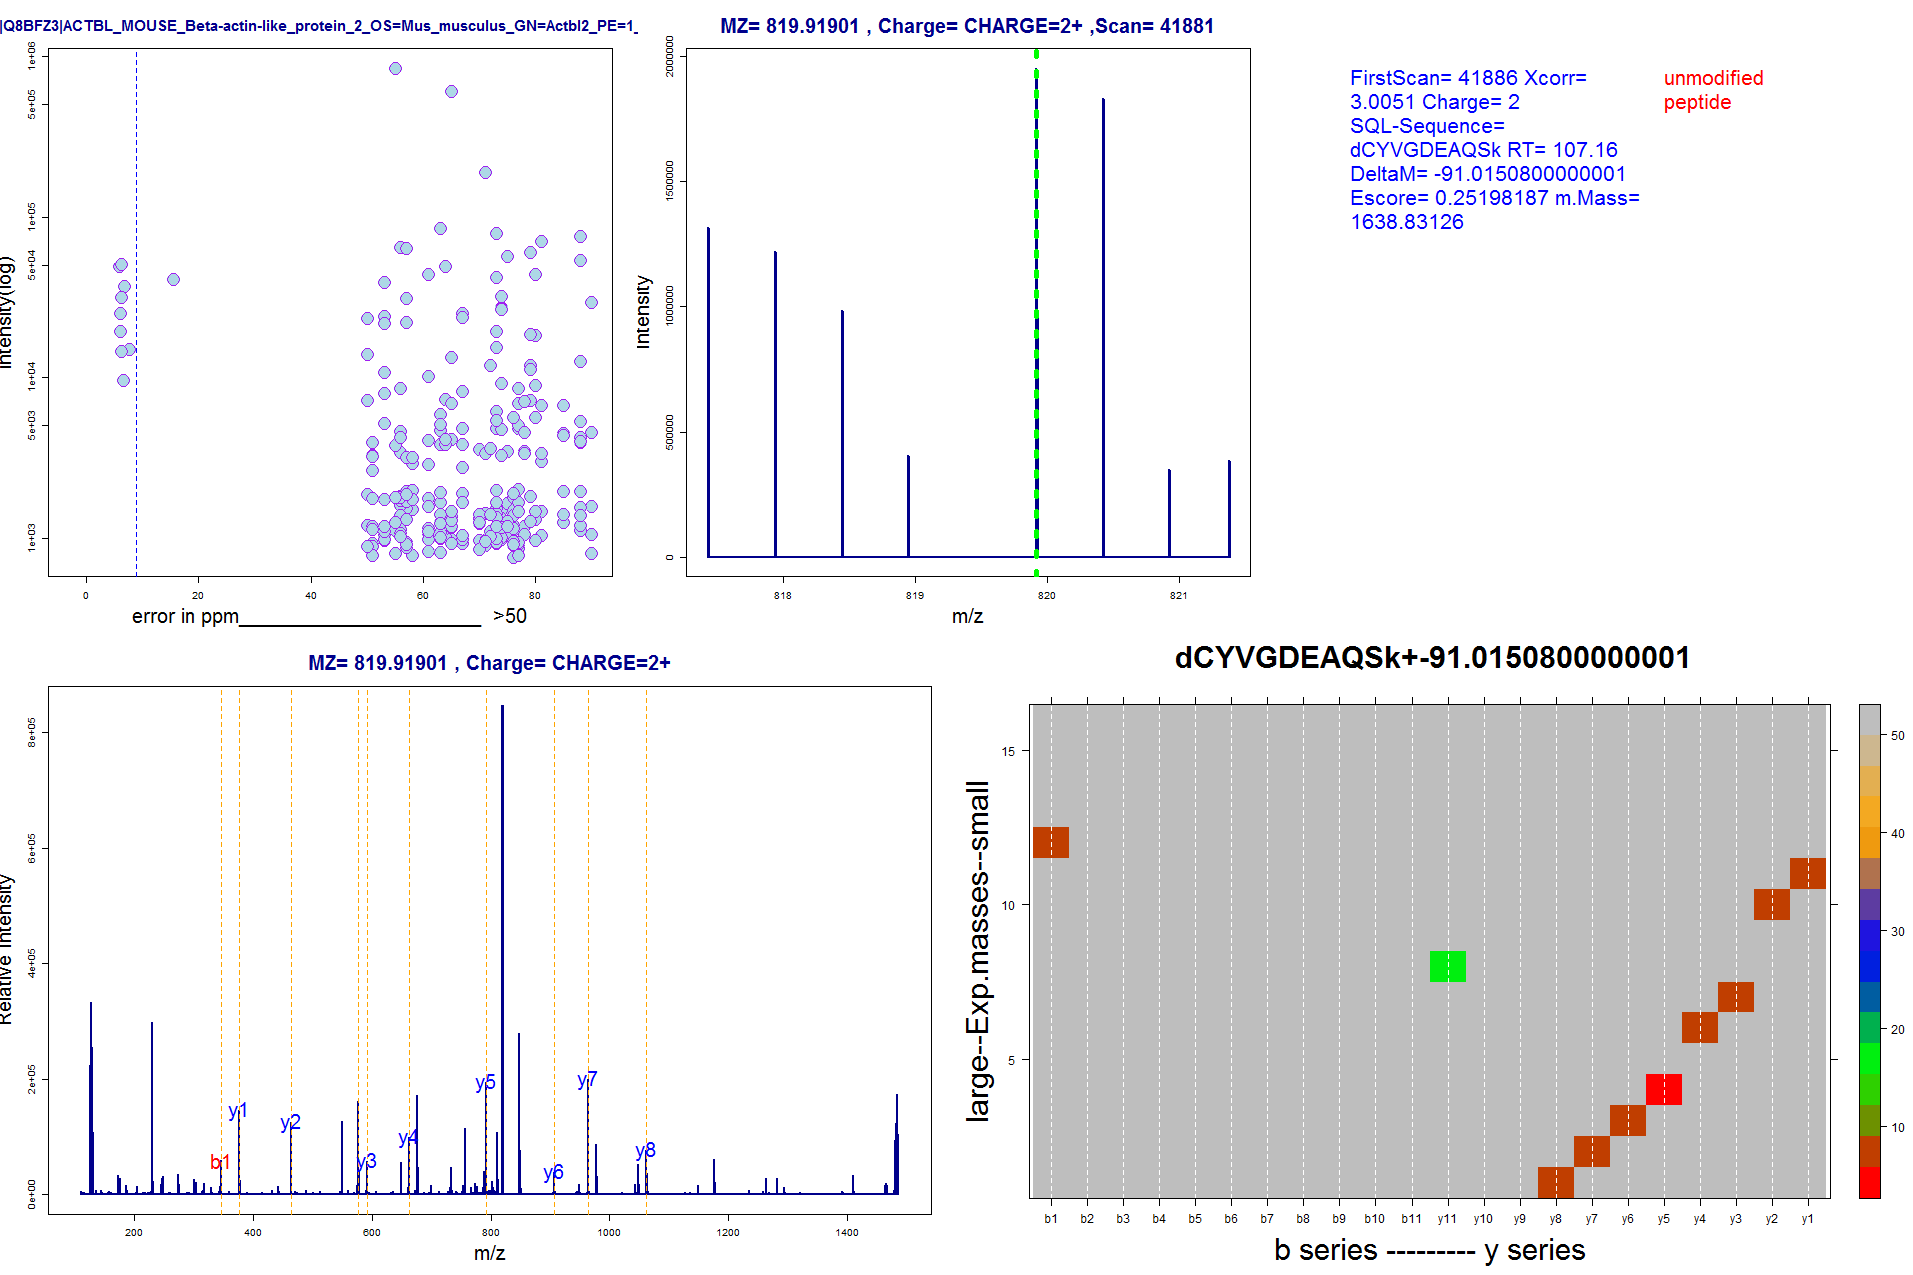 |Q8BFZ3|ACTBL_MOUSE_Beta-actin-like_protein_2_OS=Mus_musculus_GN=Actbl2_PE=1_
1e+06
5e+05
1e+05
5e+04
1e+04
5e+03
1e+03
Intensity(log)
0 20 40 60 80
error in ppm______________________ >50
MZ= 819.91901 , Charge= CHARGE=2+ ,Scan= 41881
2000000
1500000
1000000
500000
0
Intensity
818 819 820 821
m/z
FirstScan= 41886 Xcorr=
3.0051 Charge= 2
SQL-Sequence=
dCYVGDEAQSk RT= 107.16
DeltaM= -91.0150800000001
Escore= 0.25198187 m.Mass=
1638.83126
unmodified
peptide
MZ= 819.91901 , Charge= CHARGE=2+
8e+05
6e+05
4e+05
2e+05
0e+00
Relative Intensity
b1 y1 y2 y3 y4 y5 y6 y7 y8
200 400 600 800 1000 1200 1400
m/z
dCYVGDEAQSk+-91.0150800000001
15
10
5
large--Exp.masses--small
b1 b2 b3 b4 b5 b6 b7 b8 b9 b10 b11 y11 y10 y9 y8 y7 y6 y5 y4 y3 y2 y1
b series --------- y series
50
40
30
20
10